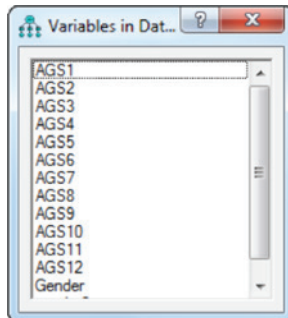 Variables in Dat...
?
AGS1
AGS2
AGS3
AGS4
AGS5
AGS6
AGS7
AGS8
AGS9
AGS10
AGS11
AGS12
Gender